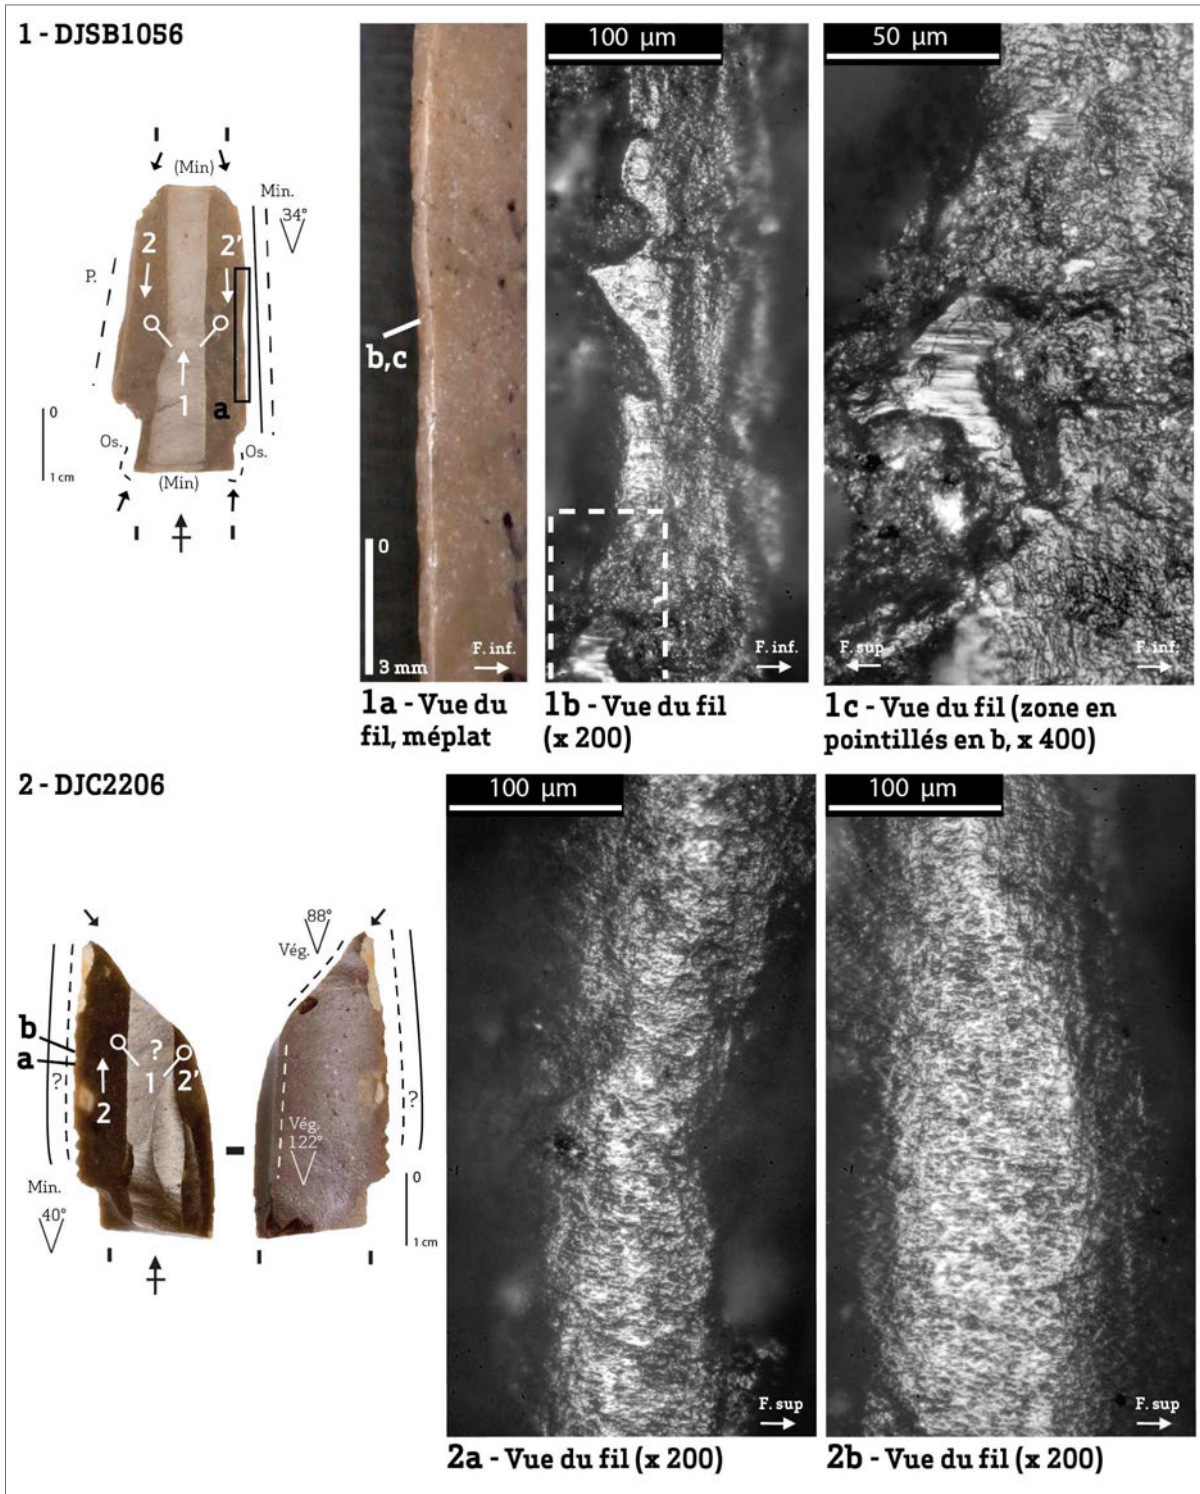 1 - DJSB1056
(Min)
Min.
34°
P.
2
2'
1
a
0
1 cm
Os.
Os.
(Min)
b,c
0
3 mm
F. inf.
1a - Vue du
fil, méplat
100 µm
F. inf.
1b - Vue du fil
(x 200)
50 µm
F. sup
F. inf.
1c - Vue du fil (zone en
pointillés en b, x 400)
2 - DJC2206
88°
Vég.
b
a
?
?
1
2
2'
Vég.
122°
?
Min.
40°
0
1 cm
100 µm
F. sup
2a - Vue du fil (x 200)
100 µm
F. sup
2b - Vue du fil (x 200)